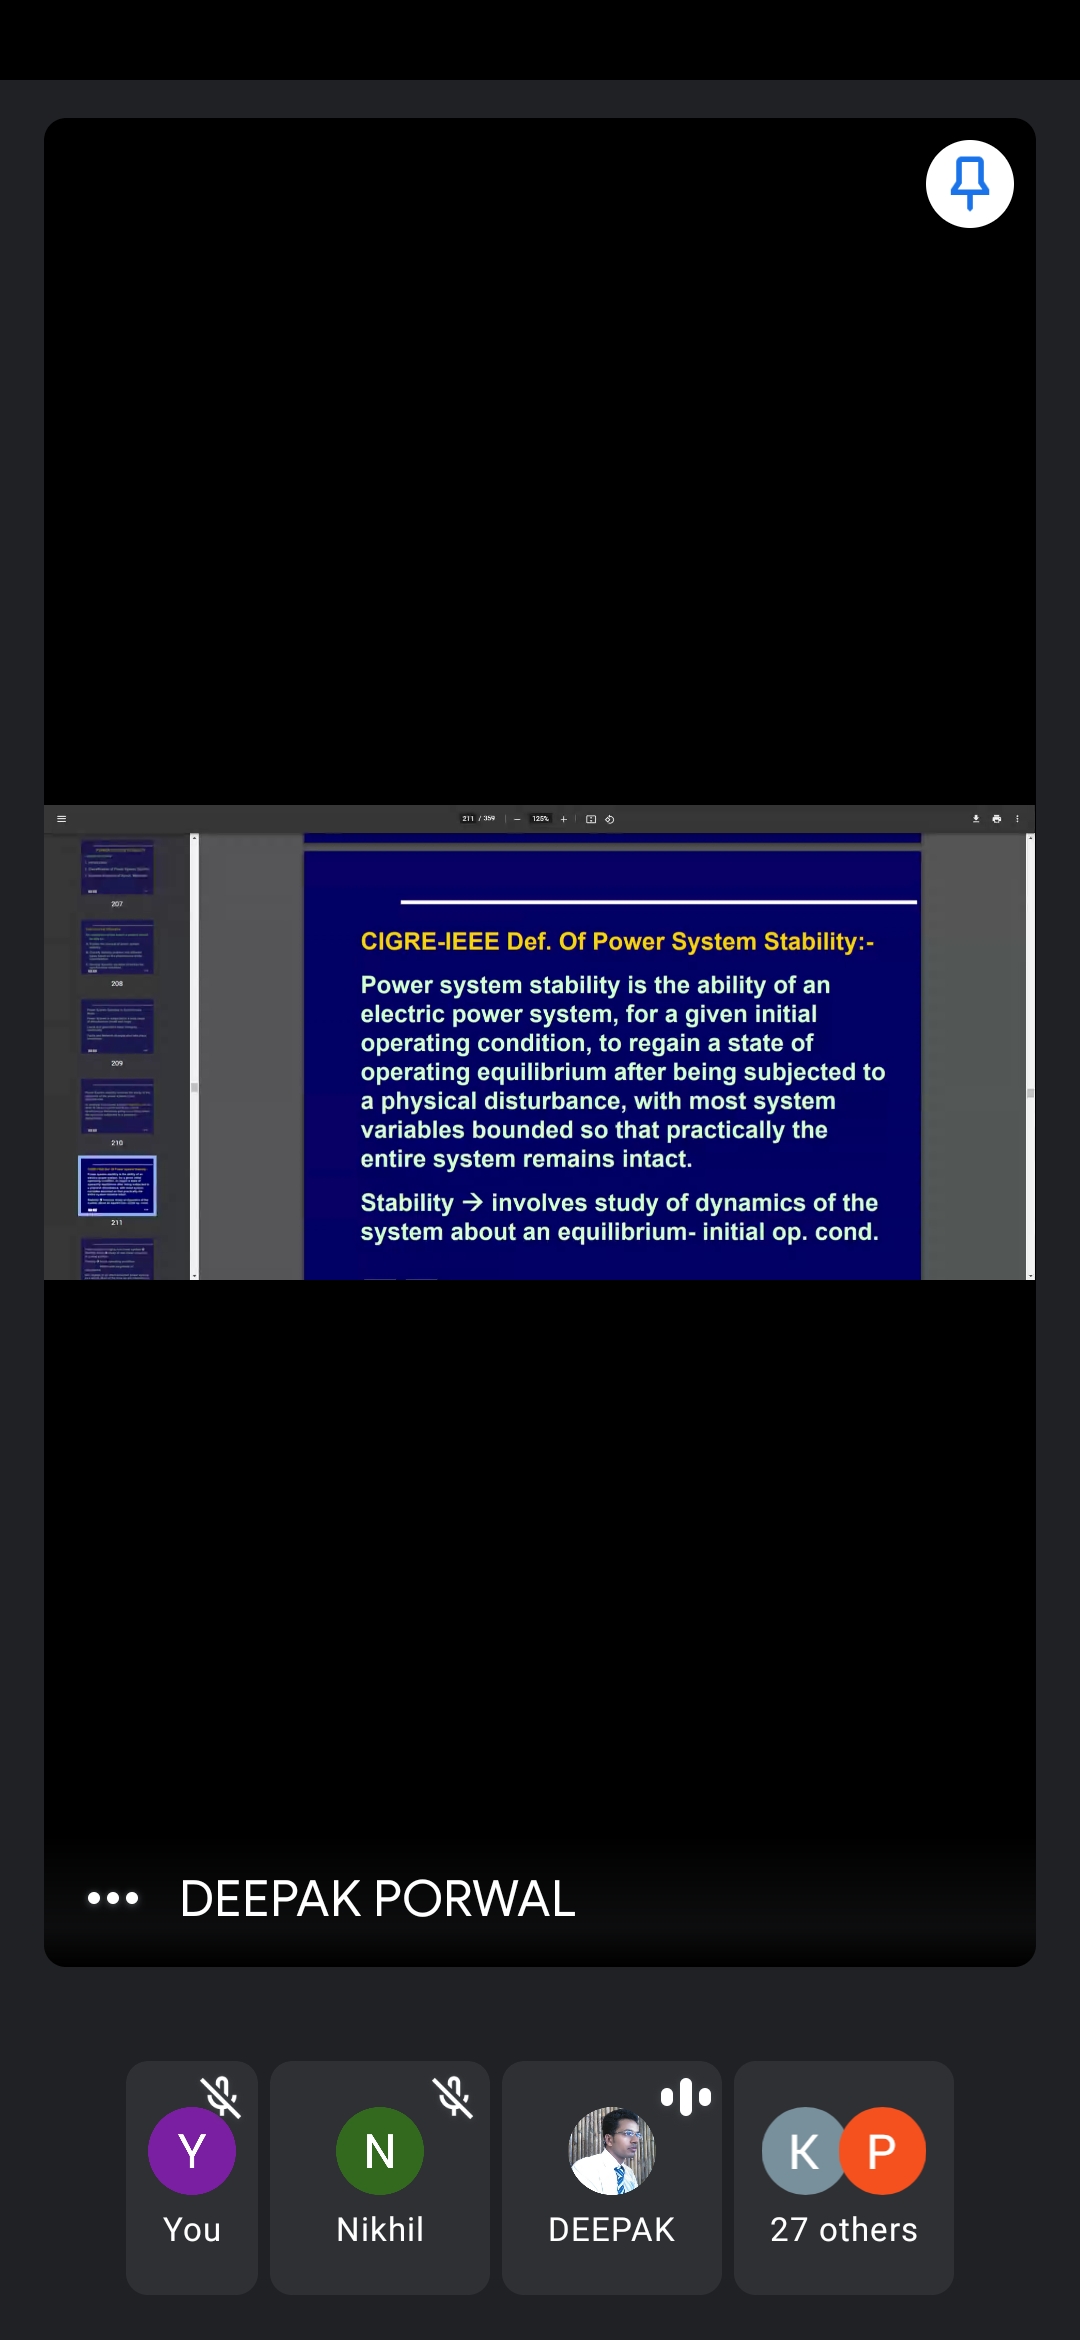 211 / 359
125%
207
208
209
210
211
CIGRE-IEEE Def. Of Power System Stability:-
Power system stability is the ability of an
electric power system, for a given initial
operating condition, to regain a state of
operating equilibrium after being subjected to
a physical disturbance, with most system
variables bounded so that practically the
entire system remains intact.
Stability → involves study of dynamics of the
system about an equilibrium- initial op. cond.
DEEPAK PORWAL
Y
N
K
P
You
Nikhil
DEEPAK
27 others